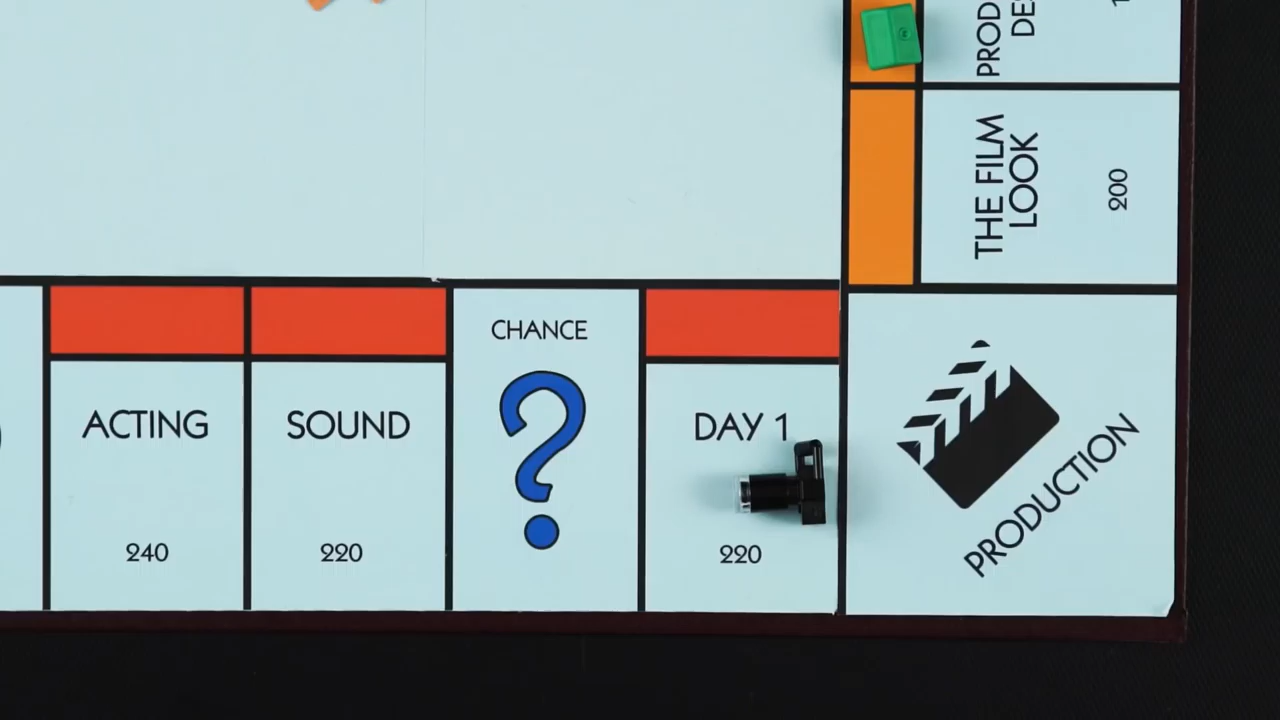 THE FILM
LOOK
200
CHANCE
?
ACTING
SOUND
DAY 1
240
220
220
PRODUCTION